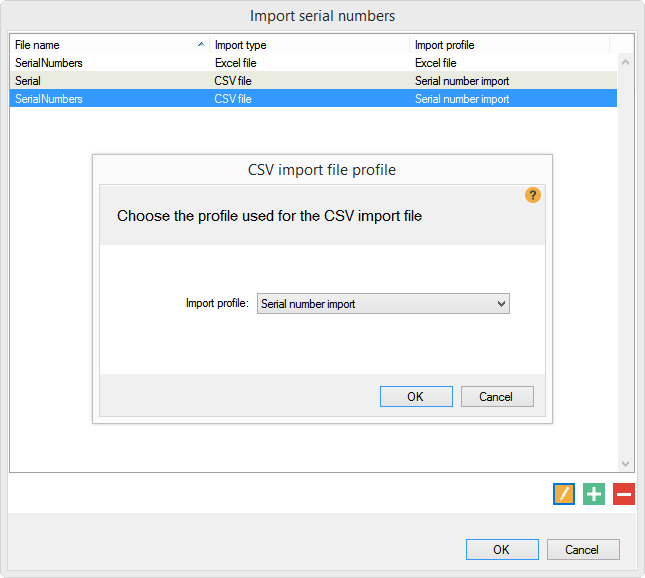 Import serial numbers
File name Import type Import profile
SerialNumbers Excel file Excel file
Serial CSV file Serial number import
SerialNumbers CSV file Serial number import
CSV import file profile
?
Choose the profile used for the CSV import file
Import profile: Serial number import
OK Cancel
OK Cancel